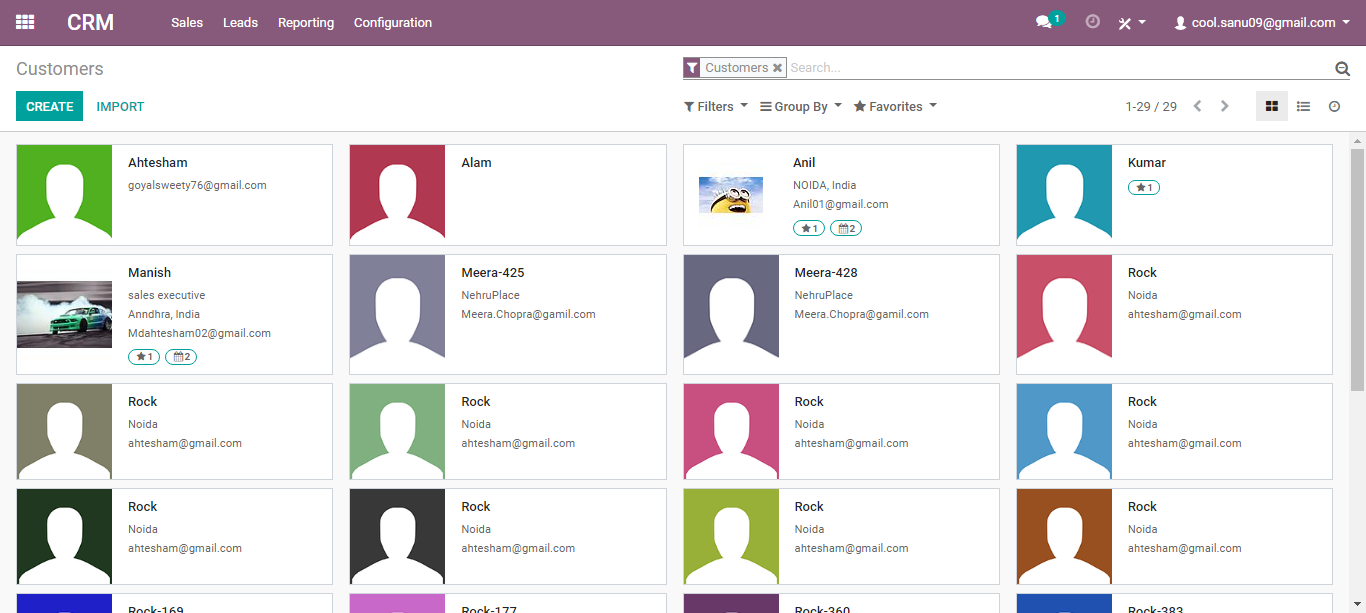 CRM Sales Leads Reporting Configuration 1 cool.sanu09@gmail.com
Customers
Customers Search...
CREATE IMPORT
Filters Group By Favorites 1-29 / 29
Ahtesham
goyalsweety76@gmail.com
Alam
Anil
NOIDA, India
Anil01@gmail.com
1 2
Kumar
1
Manish
sales executive
Anndhra, India
Mdahtesham02@gmail.com
1 2
Meera-425
NehruPlace
Meera.Chopra@gamil.com
Meera-428
NehruPlace
Meera.Chopra@gamil.com
Rock
Noida
ahtesham@gmail.com
Rock
Noida
ahtesham@gmail.com
Rock
Noida
ahtesham@gmail.com
Rock
Noida
ahtesham@gmail.com
Rock
Noida
ahtesham@gmail.com
Rock
Noida
ahtesham@gmail.com
Rock
Noida
ahtesham@gmail.com
Rock
Noida
ahtesham@gmail.com
Rock
Noida
ahtesham@gmail.com
Rock-169
Rock-177
Rock-360
Rock-383